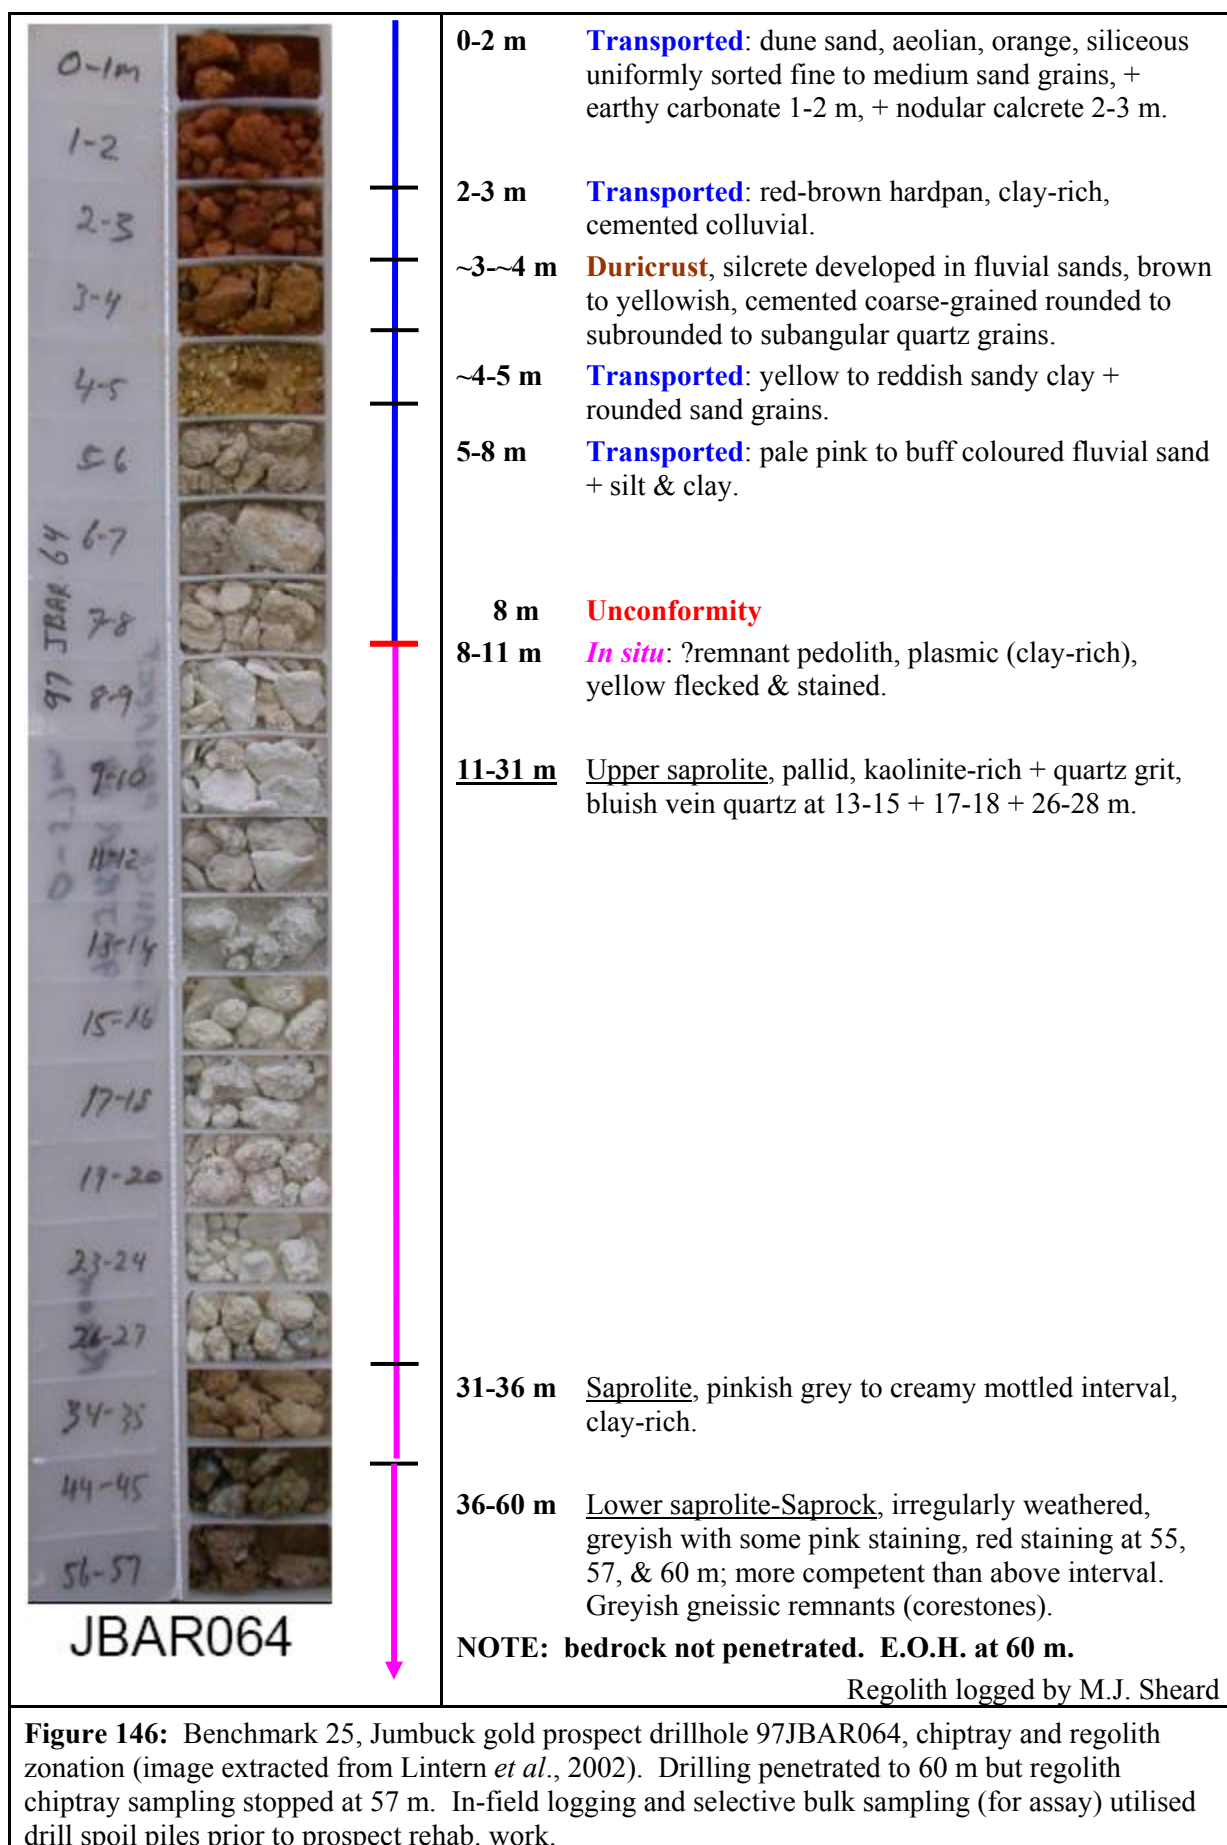 0-1m
1-2
2-3
3-4
4-5
5-6
6-7
7-8
8-9
9-10
11-12
13-14
15-16
17-18
19-20
23-24
26-27
34-35
44-45
56-57
97 JBAR 64
JBAR064
0-2 m Transported: dune sand, aeolian, orange, siliceous
uniformly sorted fine to medium sand grains, +
earthy carbonate 1-2 m, + nodular calcrete 2-3 m.
2-3 m Transported: red-brown hardpan, clay-rich,
cemented colluvial.
~3-~4 m Duricrust, silcrete developed in fluvial sands, brown
to yellowish, cemented coarse-grained rounded to
subrounded to subangular quartz grains.
~4-5 m Transported: yellow to reddish sandy clay +
rounded sand grains.
5-8 m Transported: pale pink to buff coloured fluvial sand
+ silt & clay.
8 m Unconformity
8-11 m In situ: ?remnant pedolith, plasmic (clay-rich),
yellow flecked & stained.
11-31 m Upper saprolite, pallid, kaolinite-rich + quartz grit,
bluish vein quartz at 13-15 + 17-18 + 26-28 m.
31-36 m Saprolite, pinkish grey to creamy mottled interval,
clay-rich.
36-60 m Lower saprolite-Saprock, irregularly weathered,
greyish with some pink staining, red staining at 55,
57, & 60 m; more competent than above interval.
Greyish gneissic remnants (corestones).
NOTE: bedrock not penetrated. E.O.H. at 60 m.
Regolith logged by M.J. Sheard
Figure 146: Benchmark 25, Jumbuck gold prospect drillhole 97JBAR064, chiptray and regolith
zonation (image extracted from Lintern et al., 2002). Drilling penetrated to 60 m but regolith
chiptray sampling stopped at 57 m. In-field logging and selective bulk sampling (for assay) utilised
drill spoil piles prior to prospect rehab. work.